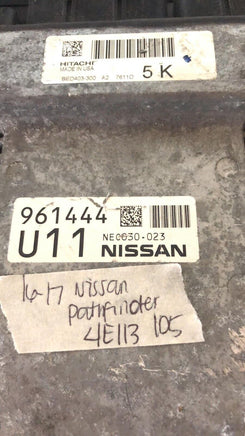 HITACHI
MADE IN USA
BED403-300 A2 7611D 5K
961444
U11 NEC030-023
NISSAN
16-17 Nissan
pathfinder
4E113 105